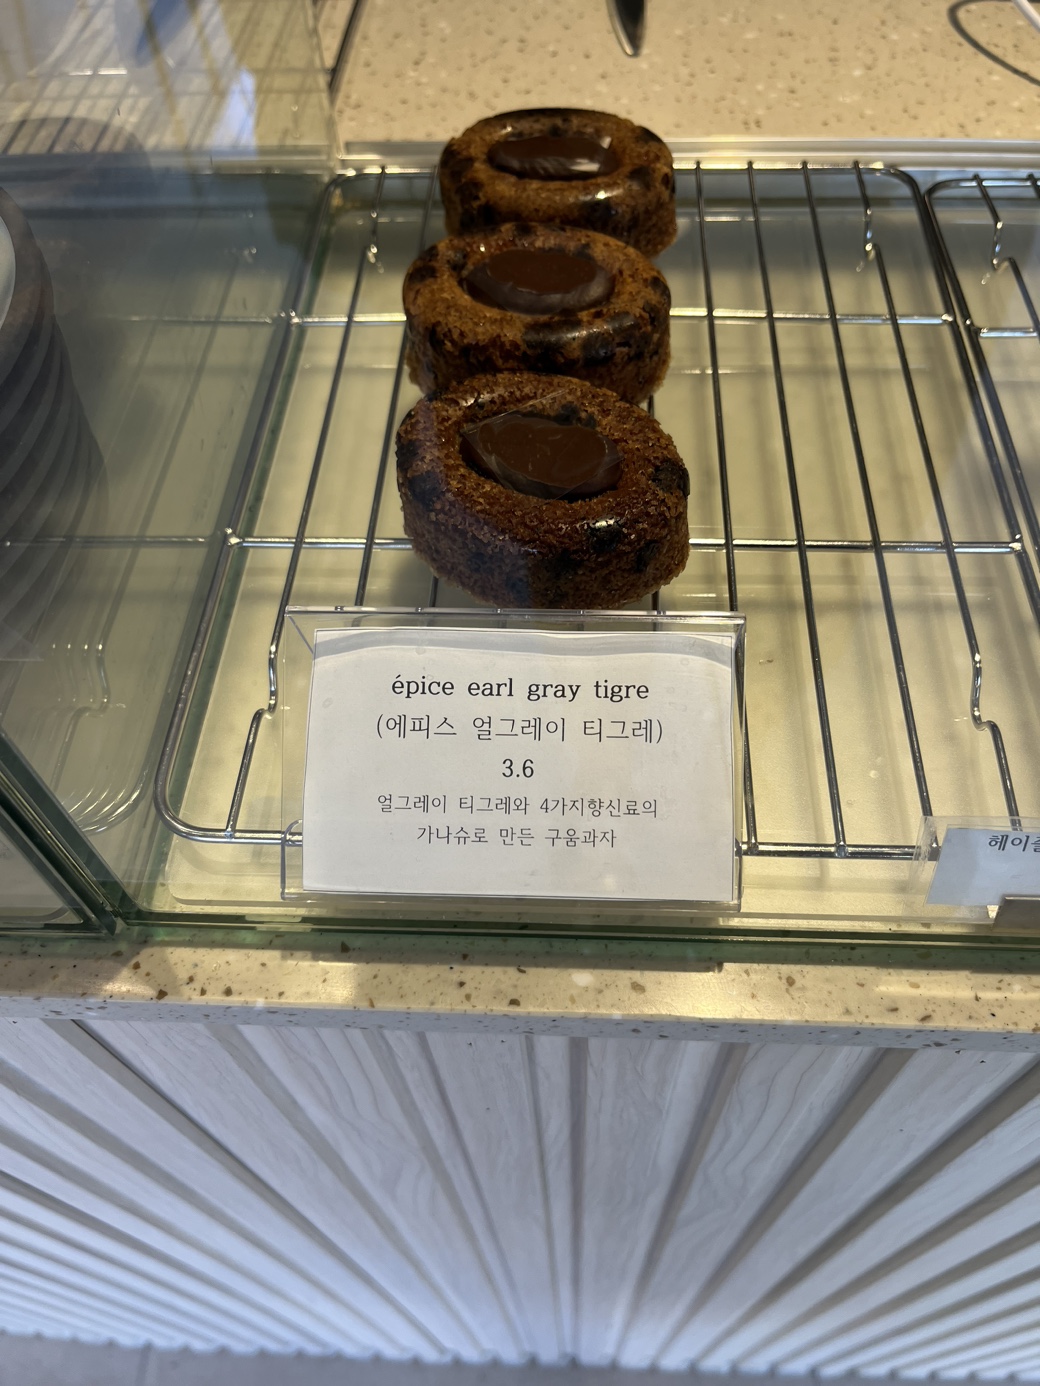 épice earl gray tigre
(에피스 얼그레이 티그레)
3.6
얼그레이 티그레와 4가지향신료의
가나슈로 만든 구움과자